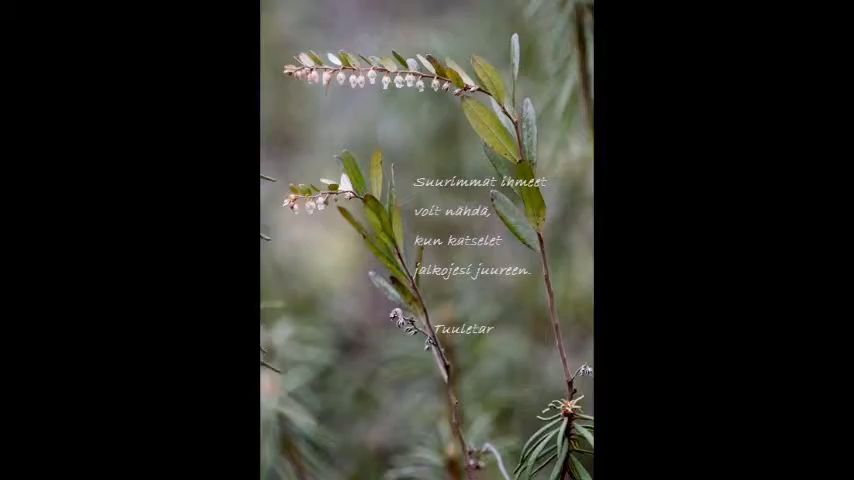 Suurimmat ihmeet
voit nähdä,
kun katselet
jalkojesi juureen.
Tuuletar